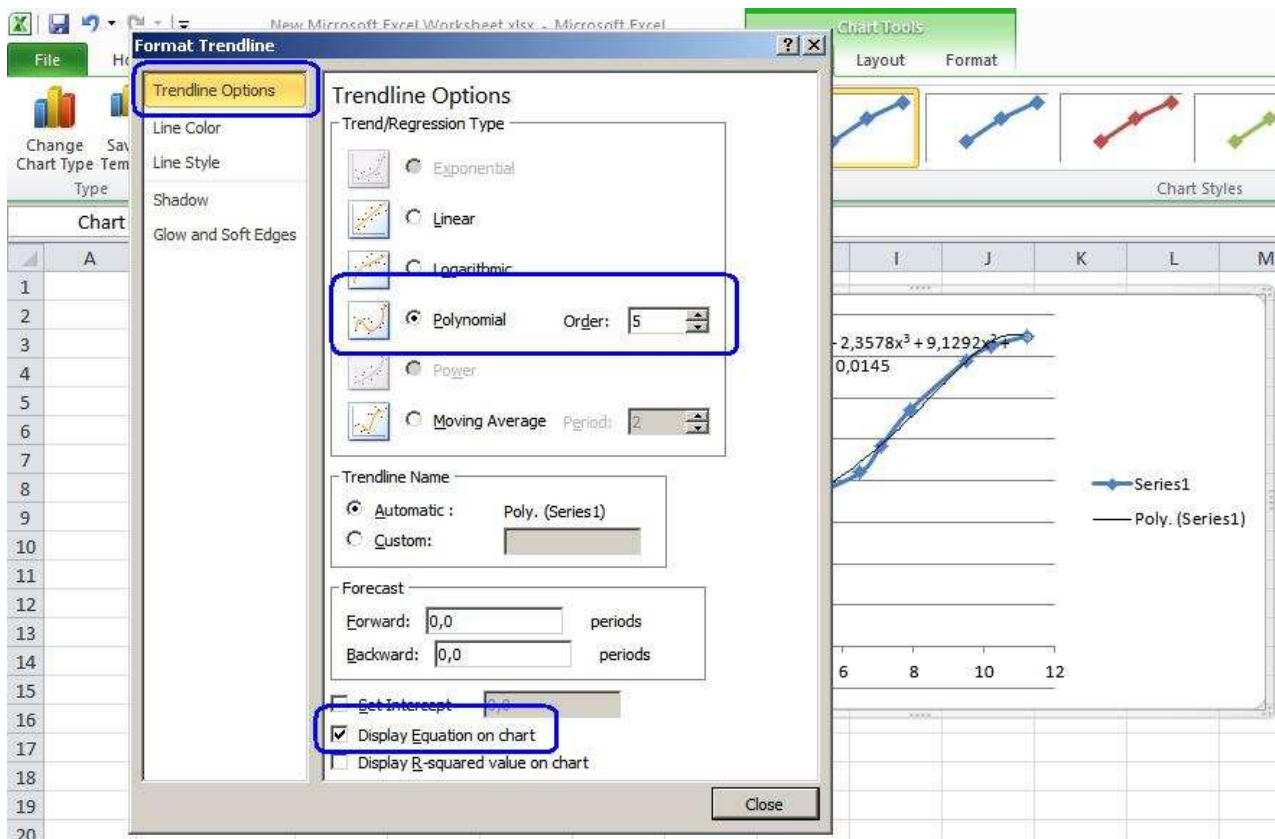 New Microsoft Excel Worksheet.xlsx - Microsoft Excel
Chart Tools
File
Layout
Format
Format Trendline
Change
Chart Type
Type
Chart Styles
Chart
Trendline Options
Line Color
Line Style
Shadow
Glow and Soft Edges
Trendline Options
Trend/Regression Type
Exponential
Linear
Logarithmic
Polynomial Order: 5
Power
Moving Average Period: 2
Trendline Name
Automatic : Poly. (Series1)
Custom:
Forecast
Forward: 0,0 periods
Backward: 0,0 periods
Set Intercept 0,0
Display Equation on chart
Display R-squared value on chart
Close
A I J K L M
1
2
3
4
5
6
7
8
9
10
11
12
13
14
15
16
17
18
19
20
2,3578x³ + 9,1292x² +
0,0145
Series1
Poly. (Series1)
6 8 10 12